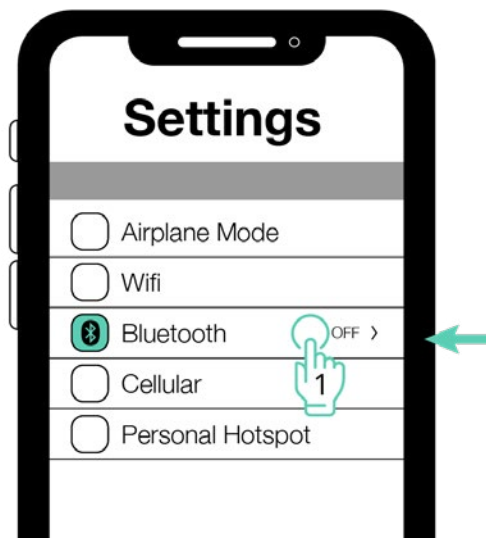 Settings
Airplane Mode
Wifi
Bluetooth OFF >
1
Cellular
Personal Hotspot